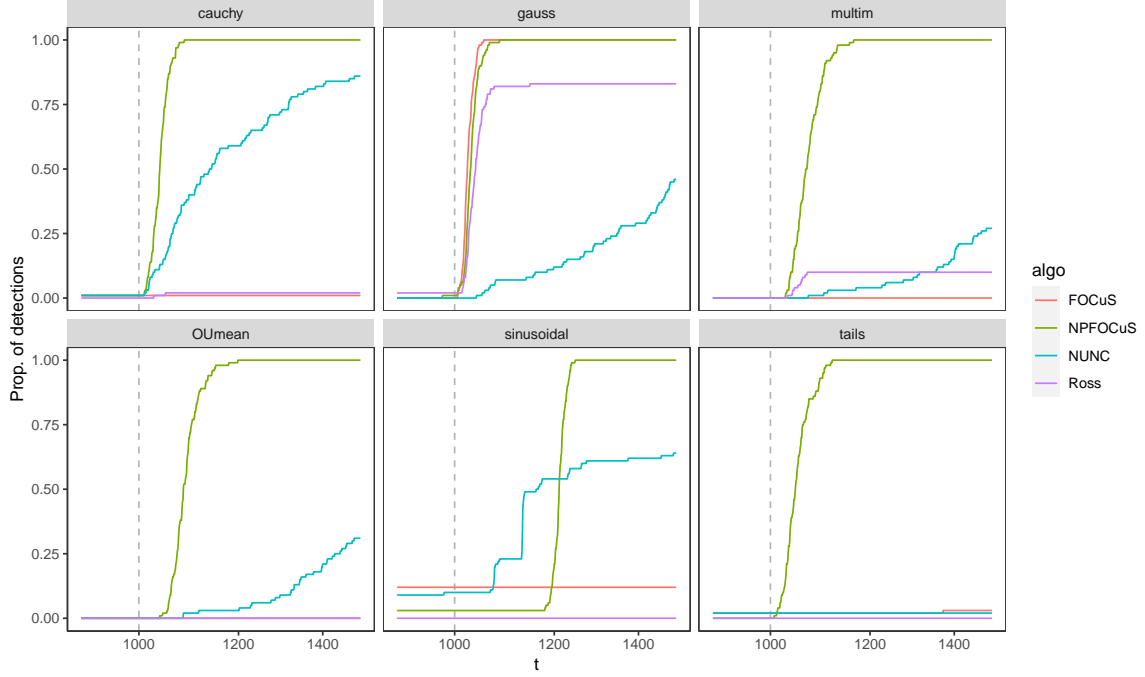 cauchy
gauss
multim
1.00
0.75
0.50
0.25
0.00
OUmean
sinusoidal
tails
1.00
0.75
0.50
0.25
0.00
1000 1200 1400
1000 1200 1400
1000 1200 1400
t
Prop. of detections
algo
FOCuS
NPFOCuS
NUNC
Ross